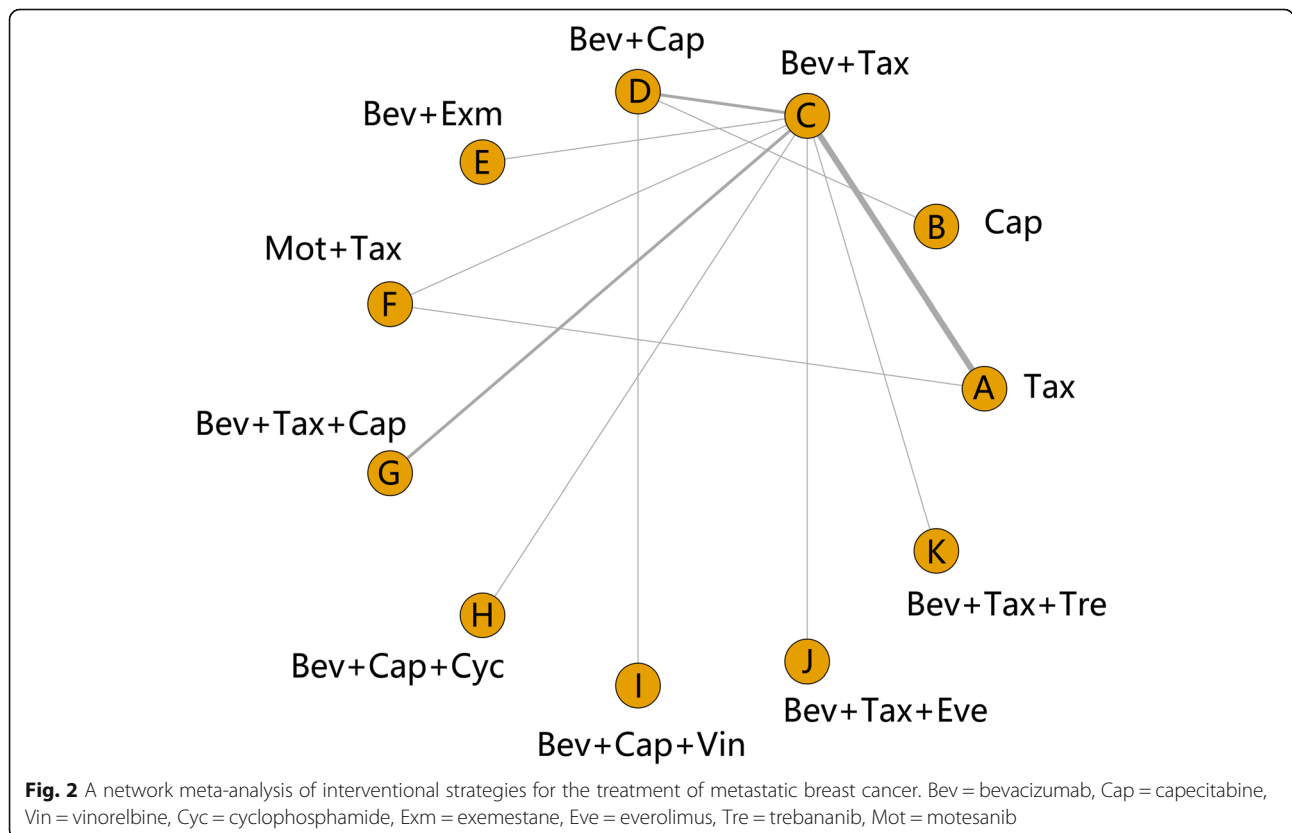 Bev+Cap
D
Bev+Tax
C
Bev+Exm
E
B
Cap
Mot+Tax
F
A
Tax
Bev+Tax+Cap
G
K
Bev+Tax+Tre
H
Bev+Cap+Cyc
J
Bev+Tax+Eve
I
Bev+Cap+Vin
Fig. 2 A network meta-analysis of interventional strategies for the treatment of metastatic breast cancer. Bev = bevacizumab, Cap = capecitabine,
Vin = vinorelbine, Cyc = cyclophosphamide, Exm = exemestane, Eve = everolimus, Tre = trebananib, Mot = motesanib